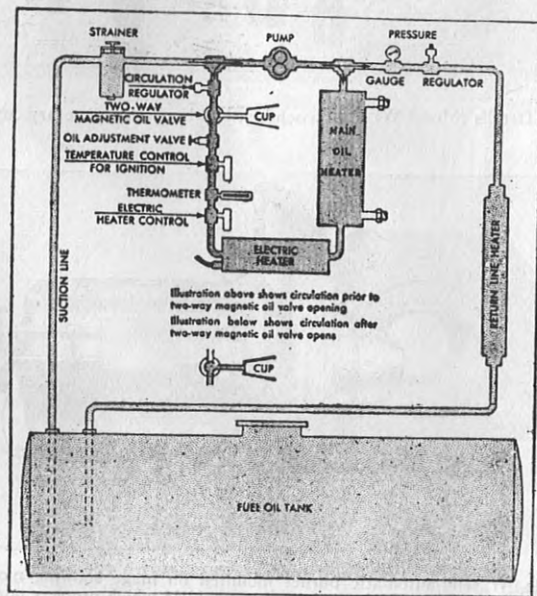 STRAINER
PUMP
PRESSURE
GAUGE
REGULATOR
CIRCULATION
REGULATOR
TWO-WAY
MAGNETIC OIL VALVE
CUP
OIL ADJUSTMENT VALVE
TEMPERATURE CONTROL
FOR IGNITION
THERMOMETER
ELECTRIC
HEATER CONTROL
MAIN
OIL
HEATER
ELECTRIC
HEATER
SUCTION LINE
RETURN LINE HEATER
Illustration above shows circulation prior to
two-way magnetic oil valve opening
Illustration below shows circulation after
two-way magnetic oil valve opens
CUP
FUEL OIL TANK